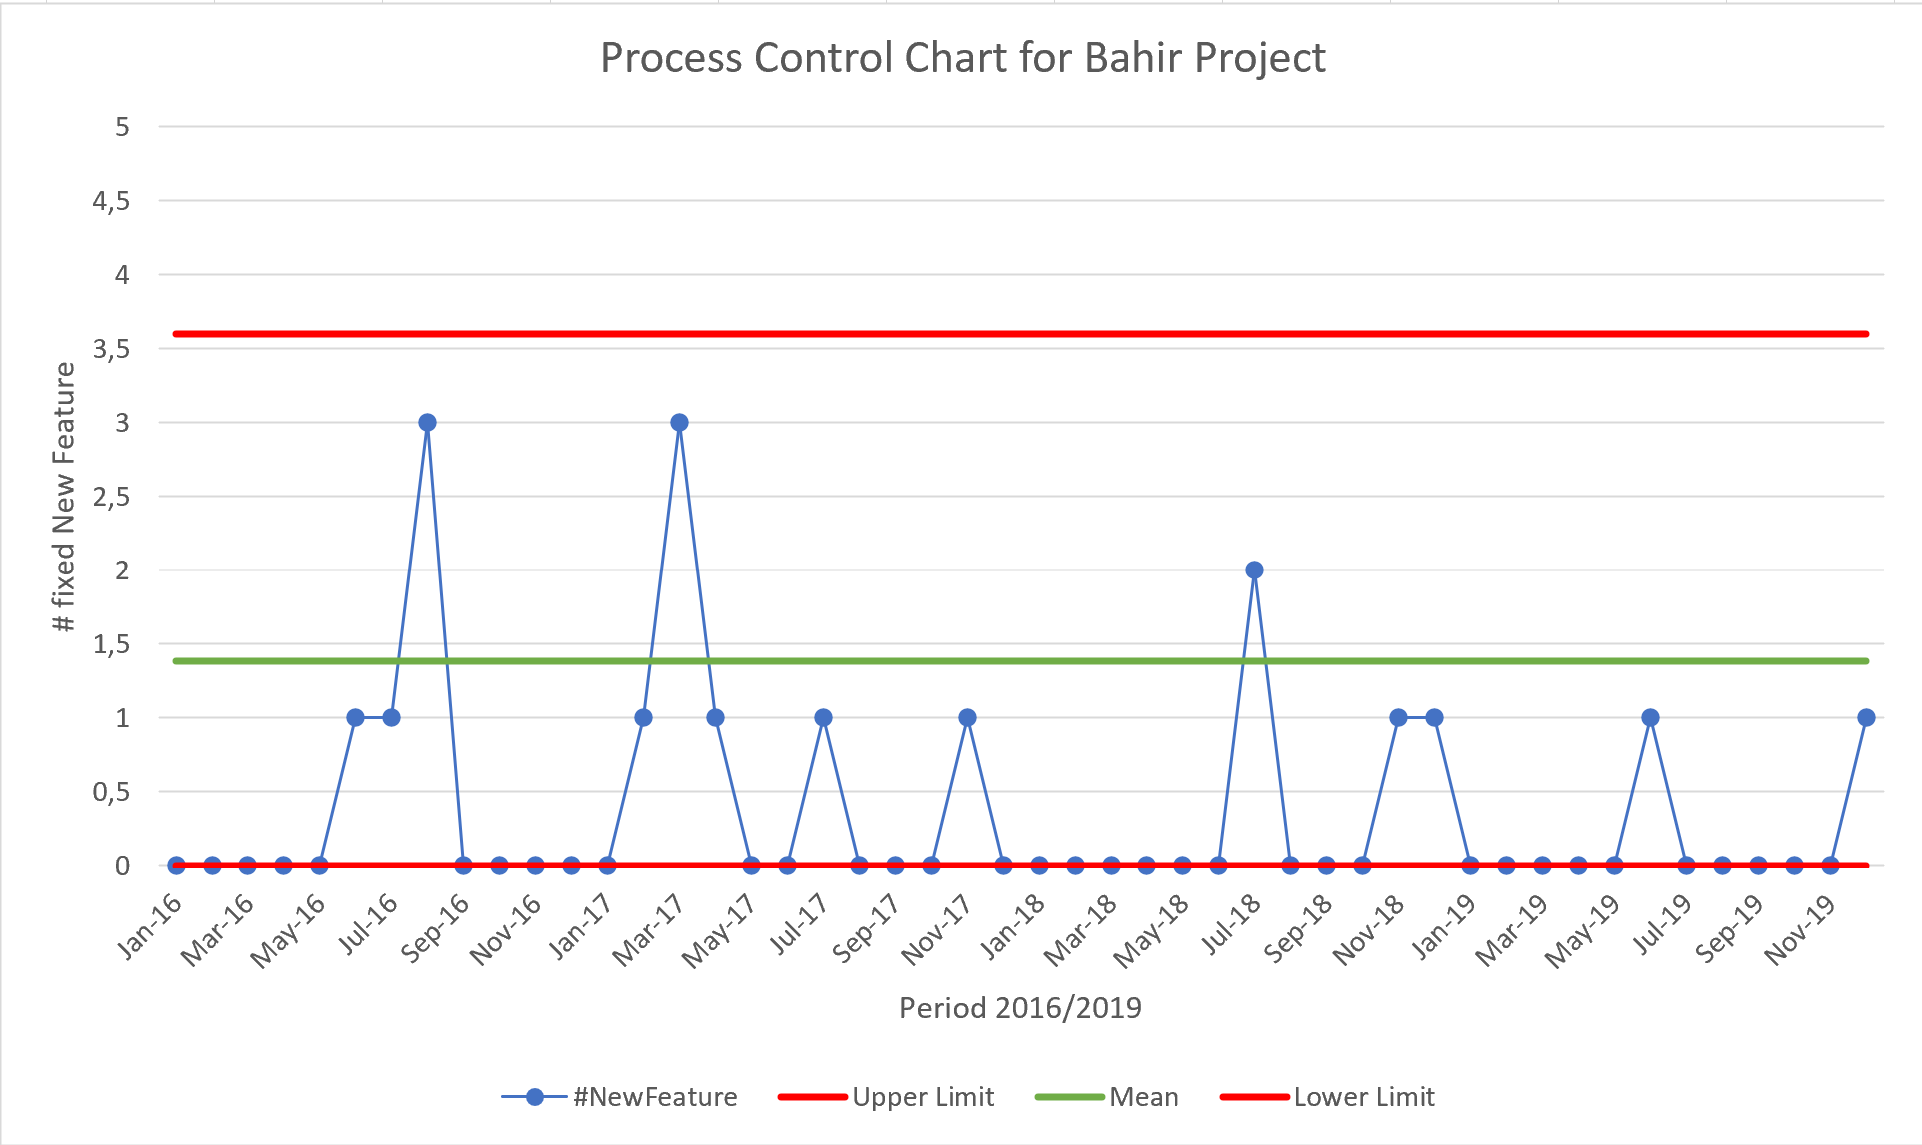 Process Control Chart for Bahir Project
5
4,5
4
3,5
3
2,5
2
1,5
1
0,5
0
# fixed New Feature
Jan-16
Mar-16
May-16
Jul-16
Sep-16
Nov-16
Jan-17
Mar-17
May-17
Jul-17
Sep-17
Nov-17
Jan-18
Mar-18
May-18
Jul-18
Sep-18
Nov-18
Jan-19
Mar-19
May-19
Jul-19
Sep-19
Nov-19
Period 2016/2019
#NewFeature
Upper Limit
Mean
Lower Limit